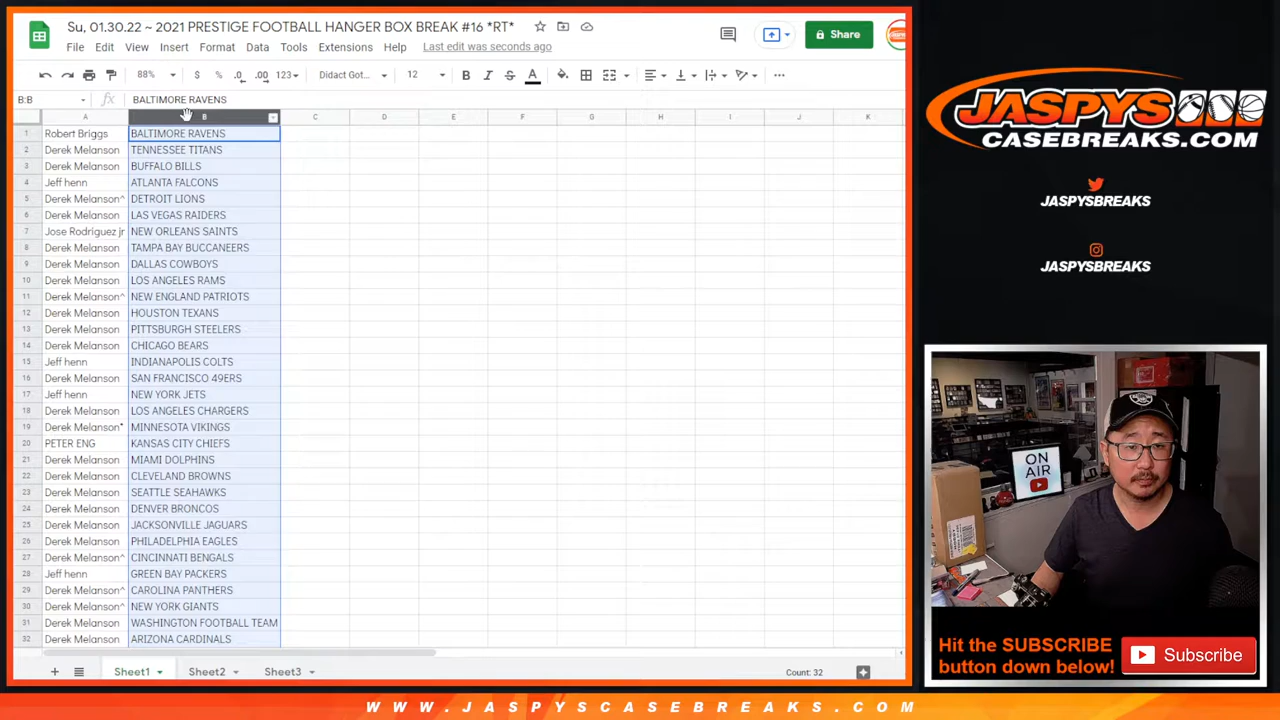 Su, 01.30.22 ~ 2021 PRESTIGE FOOTBALL HANGER BOX BREAK #16 *RT*
File Edit View Insert Format Data Tools Extensions Help Last edit was seconds ago
Share
88% $ % .0 .00 123 Didact Got... 12 B I S A
B:B fx BALTIMORE RAVENS
A B C D E F G H I J K
1 Robert Briggs BALTIMORE RAVENS
2 Derek Melanson TENNESSEE TITANS
3 Derek Melanson BUFFALO BILLS
4 Jeff henn ATLANTA FALCONS
5 Derek Melanson^ DETROIT LIONS
6 Derek Melanson LAS VEGAS RAIDERS
7 Jose Rodriguez jr NEW ORLEANS SAINTS
8 Derek Melanson TAMPA BAY BUCCANEERS
9 Derek Melanson DALLAS COWBOYS
10 Derek Melanson LOS ANGELES RAMS
11 Derek Melanson^ NEW ENGLAND PATRIOTS
12 Derek Melanson HOUSTON TEXANS
13 Derek Melanson PITTSBURGH STEELERS
14 Derek Melanson CHICAGO BEARS
15 Jeff henn INDIANAPOLIS COLTS
16 Derek Melanson SAN FRANCISCO 49ERS
17 Jeff henn NEW YORK JETS
18 Derek Melanson LOS ANGELES CHARGERS
19 Derek Melanson* MINNESOTA VIKINGS
20 PETER ENG KANSAS CITY CHIEFS
21 Derek Melanson MIAMI DOLPHINS
22 Derek Melanson CLEVELAND BROWNS
23 Derek Melanson SEATTLE SEAHAWKS
24 Derek Melanson DENVER BRONCOS
25 Derek Melanson JACKSONVILLE JAGUARS
26 Derek Melanson PHILADELPHIA EAGLES
27 Derek Melanson^ CINCINNATI BENGALS
28 Jeff henn GREEN BAY PACKERS
29 Derek Melanson^ CAROLINA PANTHERS
30 Derek Melanson^ NEW YORK GIANTS
31 Derek Melanson WASHINGTON FOOTBALL TEAM
32 Derek Melanson ARIZONA CARDINALS
Sheet1 Sheet2 Sheet3 Count: 32
JASPYS
CASEBREAKS.COM
JASPYSBREAKS
JASPYSBREAKS
ON
AIR
Hit the SUBSCRIBE
button down below!
Subscribe
WWW.JASPYSCASEBREAKS.COM